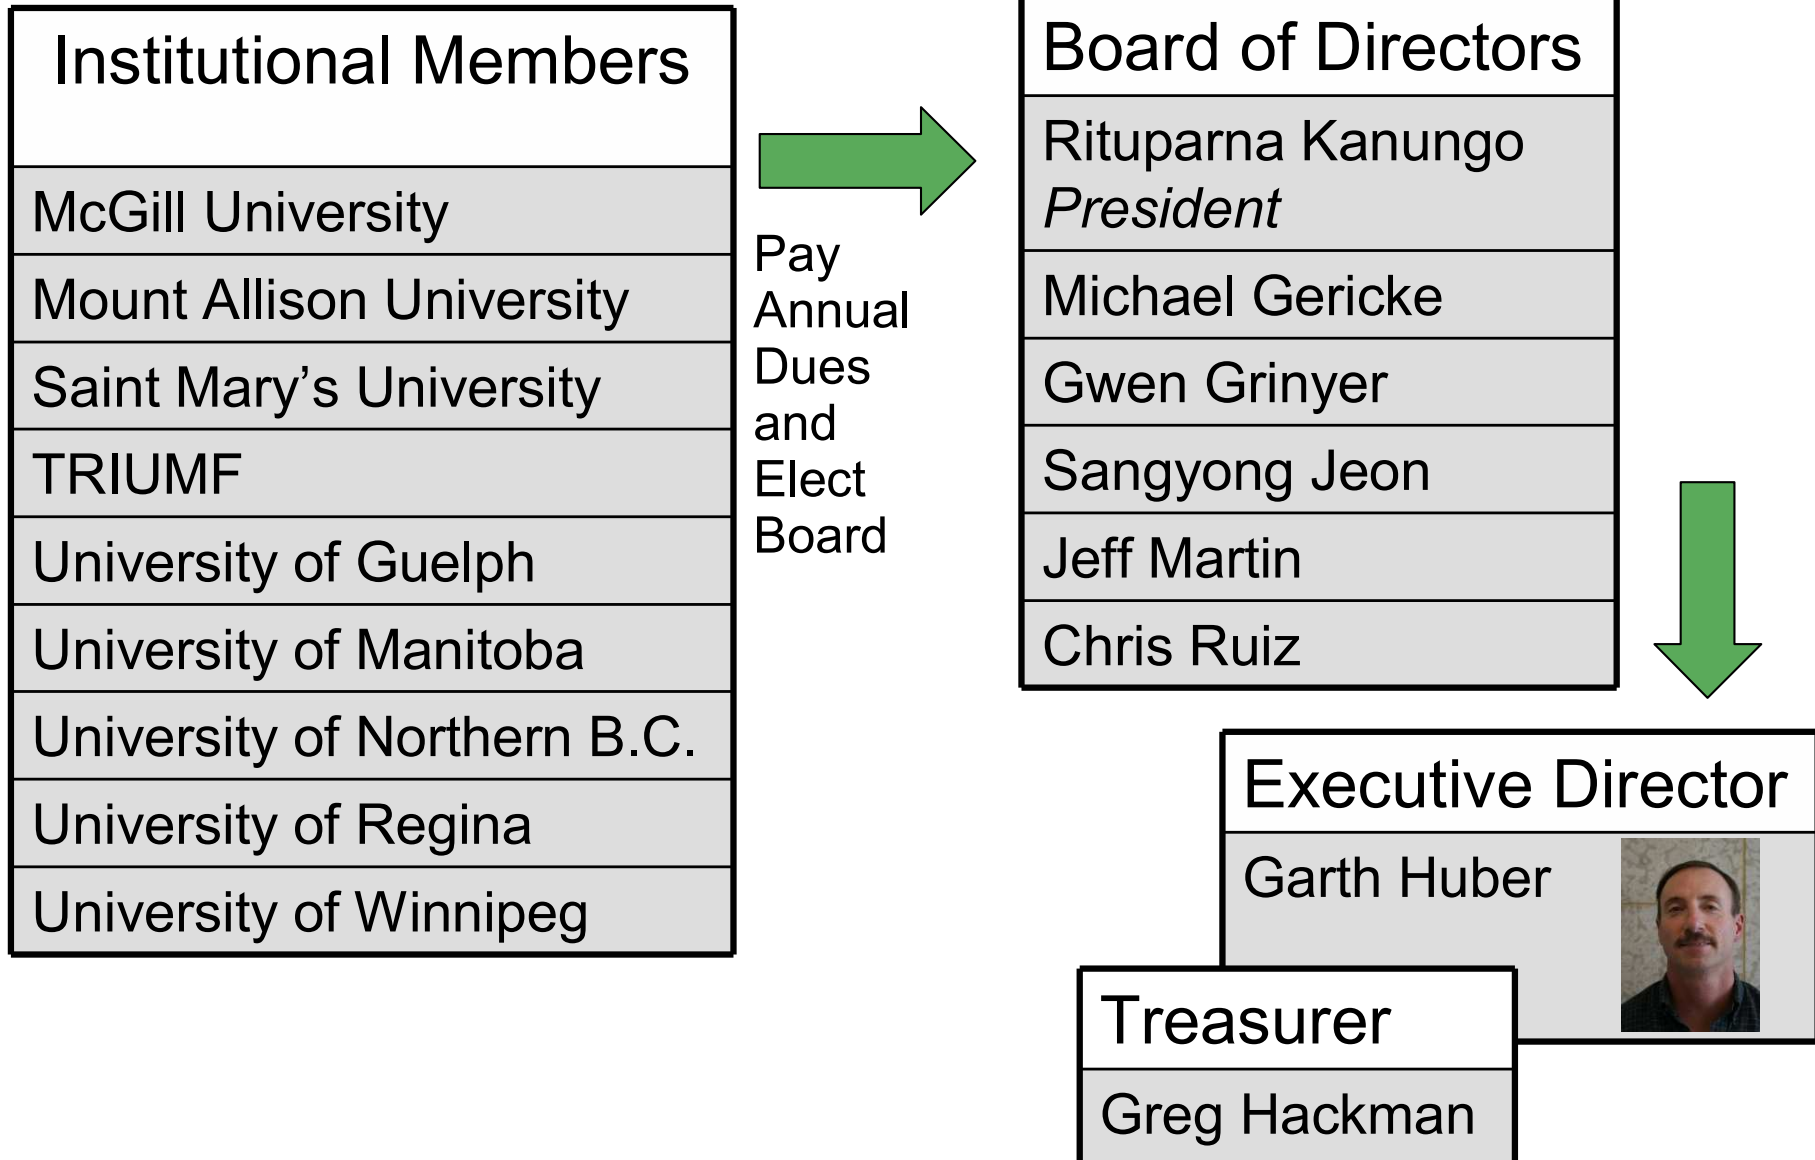 Institutional Members
McGill University
Mount Allison University
Saint Mary’s University
TRIUMF
University of Guelph
University of Manitoba
University of Northern B.C.
University of Regina
University of Winnipeg
Pay
Annual
Dues
and
Elect
Board
Board of Directors
Rituparna Kanungo
President
Michael Gericke
Gwen Grinyer
Sangyong Jeon
Jeff Martin
Chris Ruiz
Executive Director
Garth Huber
Treasurer
Greg Hackman